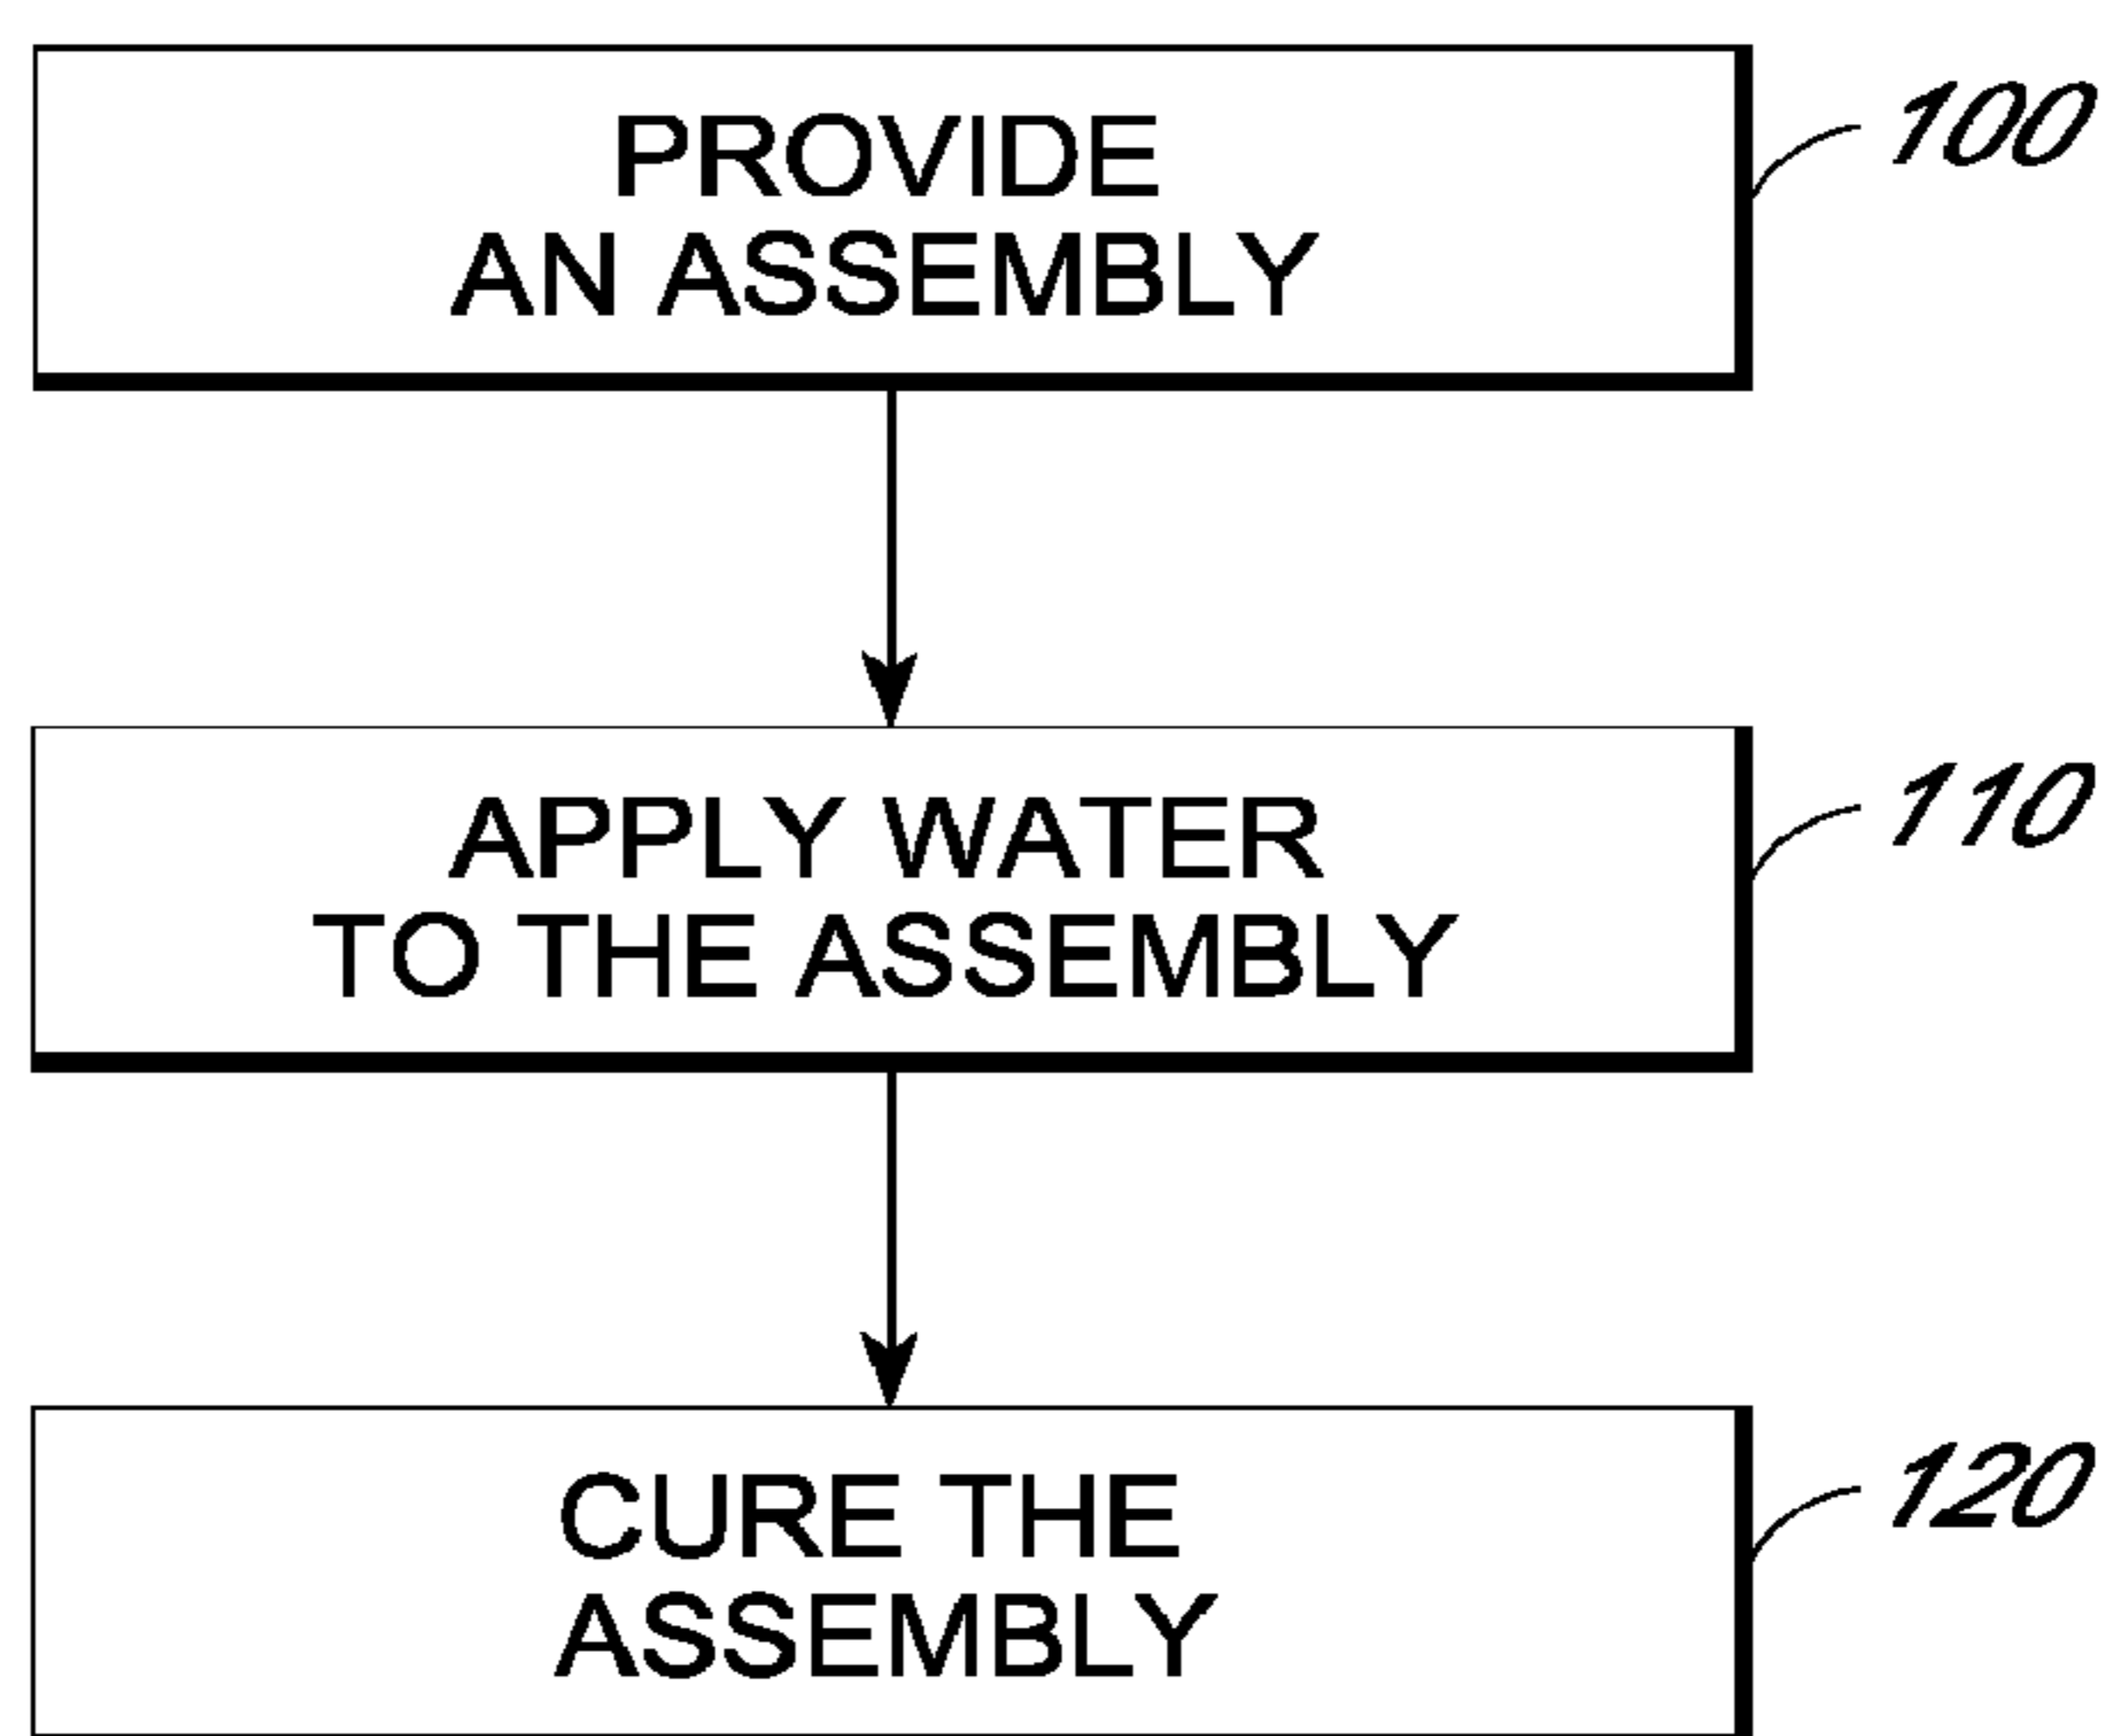 PROVIDE
AN ASSEMBLY
100
APPLY WATER
TO THE ASSEMBLY
110
CURE THE
ASSEMBLY
120